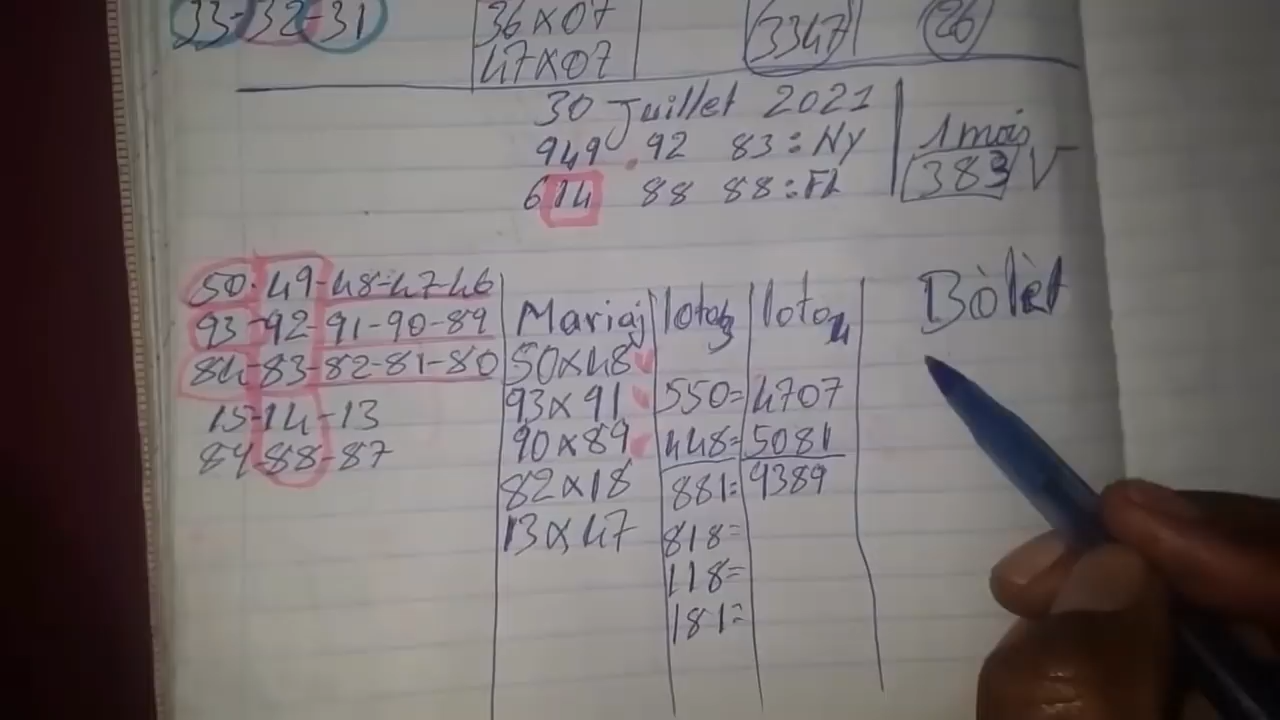 33-32-31
36x07
47x07
3347
26
30 Juillet 2021
949 . 92 83 : NY
614 88 88 : FL
1 mois
383 V
50-49-48-47-46
93-92-91-90-89
84-83-82-81-80
15-14-13
89-88-87
Mariaj
50x48
93x91
90x89
82x18
13x47
loto3
550=
448=
881=
818=
118=
181=
loto4
4707
5081
9389
Bòlèt